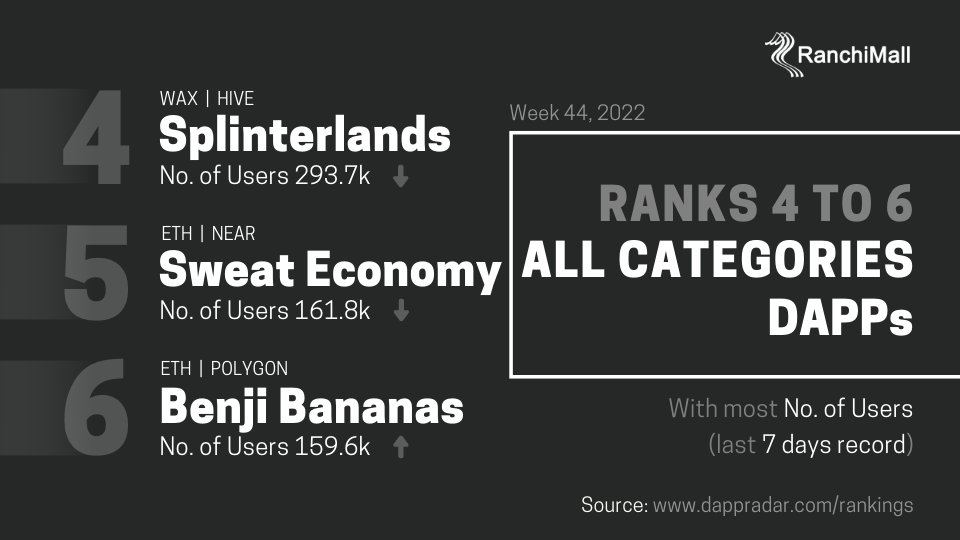 RanchiMall
4
WAX | HIVE
Splinterlands
No. of Users 293.7k
5
ETH | NEAR
Sweat Economy
No. of Users 161.8k
6
ETH | POLYGON
Benji Bananas
No. of Users 159.6k
Week 44, 2022
RANKS 4 TO 6
ALL CATEGORIES
DAPPs
With most No. of Users
(last 7 days record)
Source: www.dappradar.com/rankings